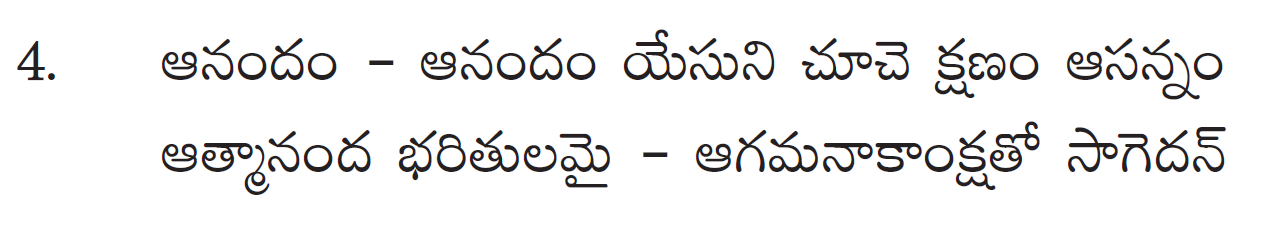 4. ఆనందం - ఆనందం యేసుని చూచె క్షణం ఆసన్నం
ఆత్మానంద భరితులమై - ఆగమనాకాంక్షతో సాగెదన్